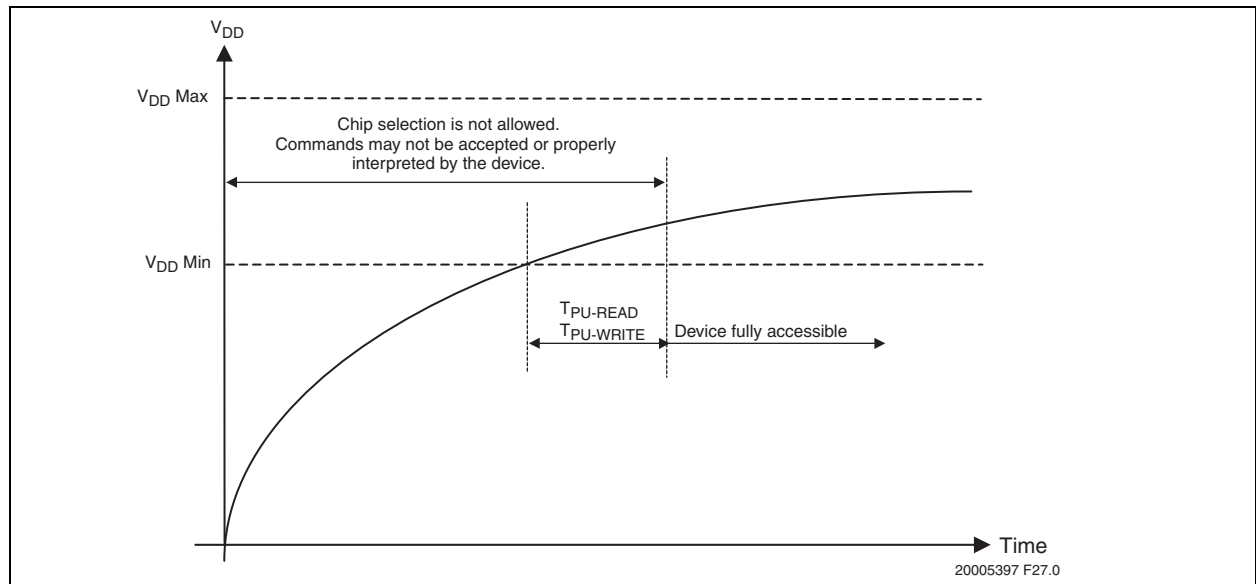 VDD
VDD Max
Chip selection is not allowed.
Commands may not be accepted or properly
interpreted by the device.
VDD Min
TPU-READ
TPU-WRITE
Device fully accessible
Time
20005397 F27.0